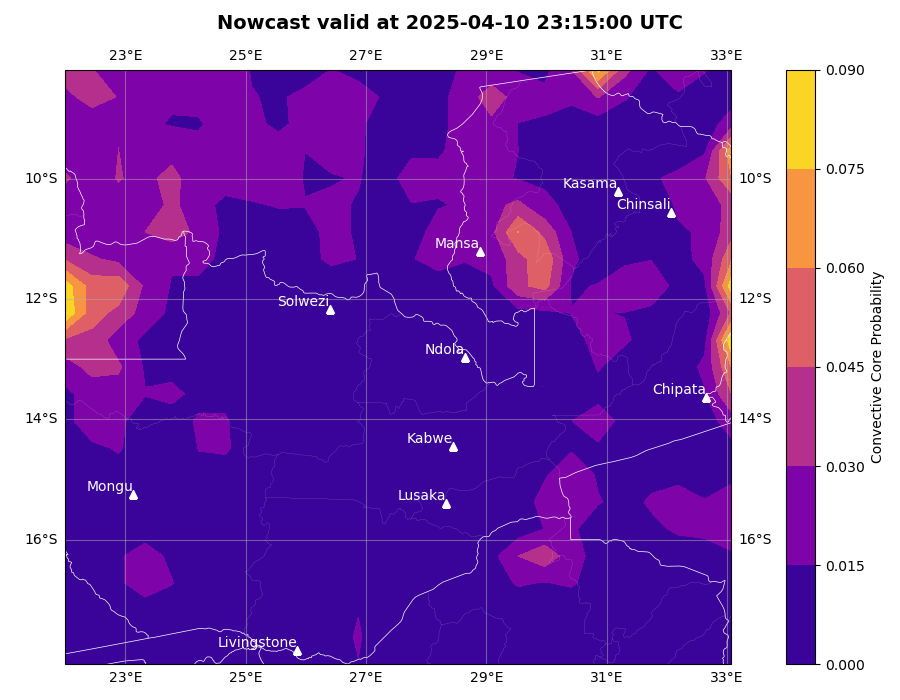 Nowcast valid at 2025-04-10 23:15:00 UTC
23°E 25°E 27°E 29°E 31°E 33°E
0.090
0.075
10°S Kasama 10°S
Chinsali
Mansa
0.060
12°S Solwezi 12°S
Ndola
0.045
Chipata
14°S 14°S
Kabwe
0.030
Mongu
Lusaka
16°S 16°S
0.015
Livingstone
0.000
23°E 25°E 27°E 29°E 31°E 33°E
Convective Core Probability